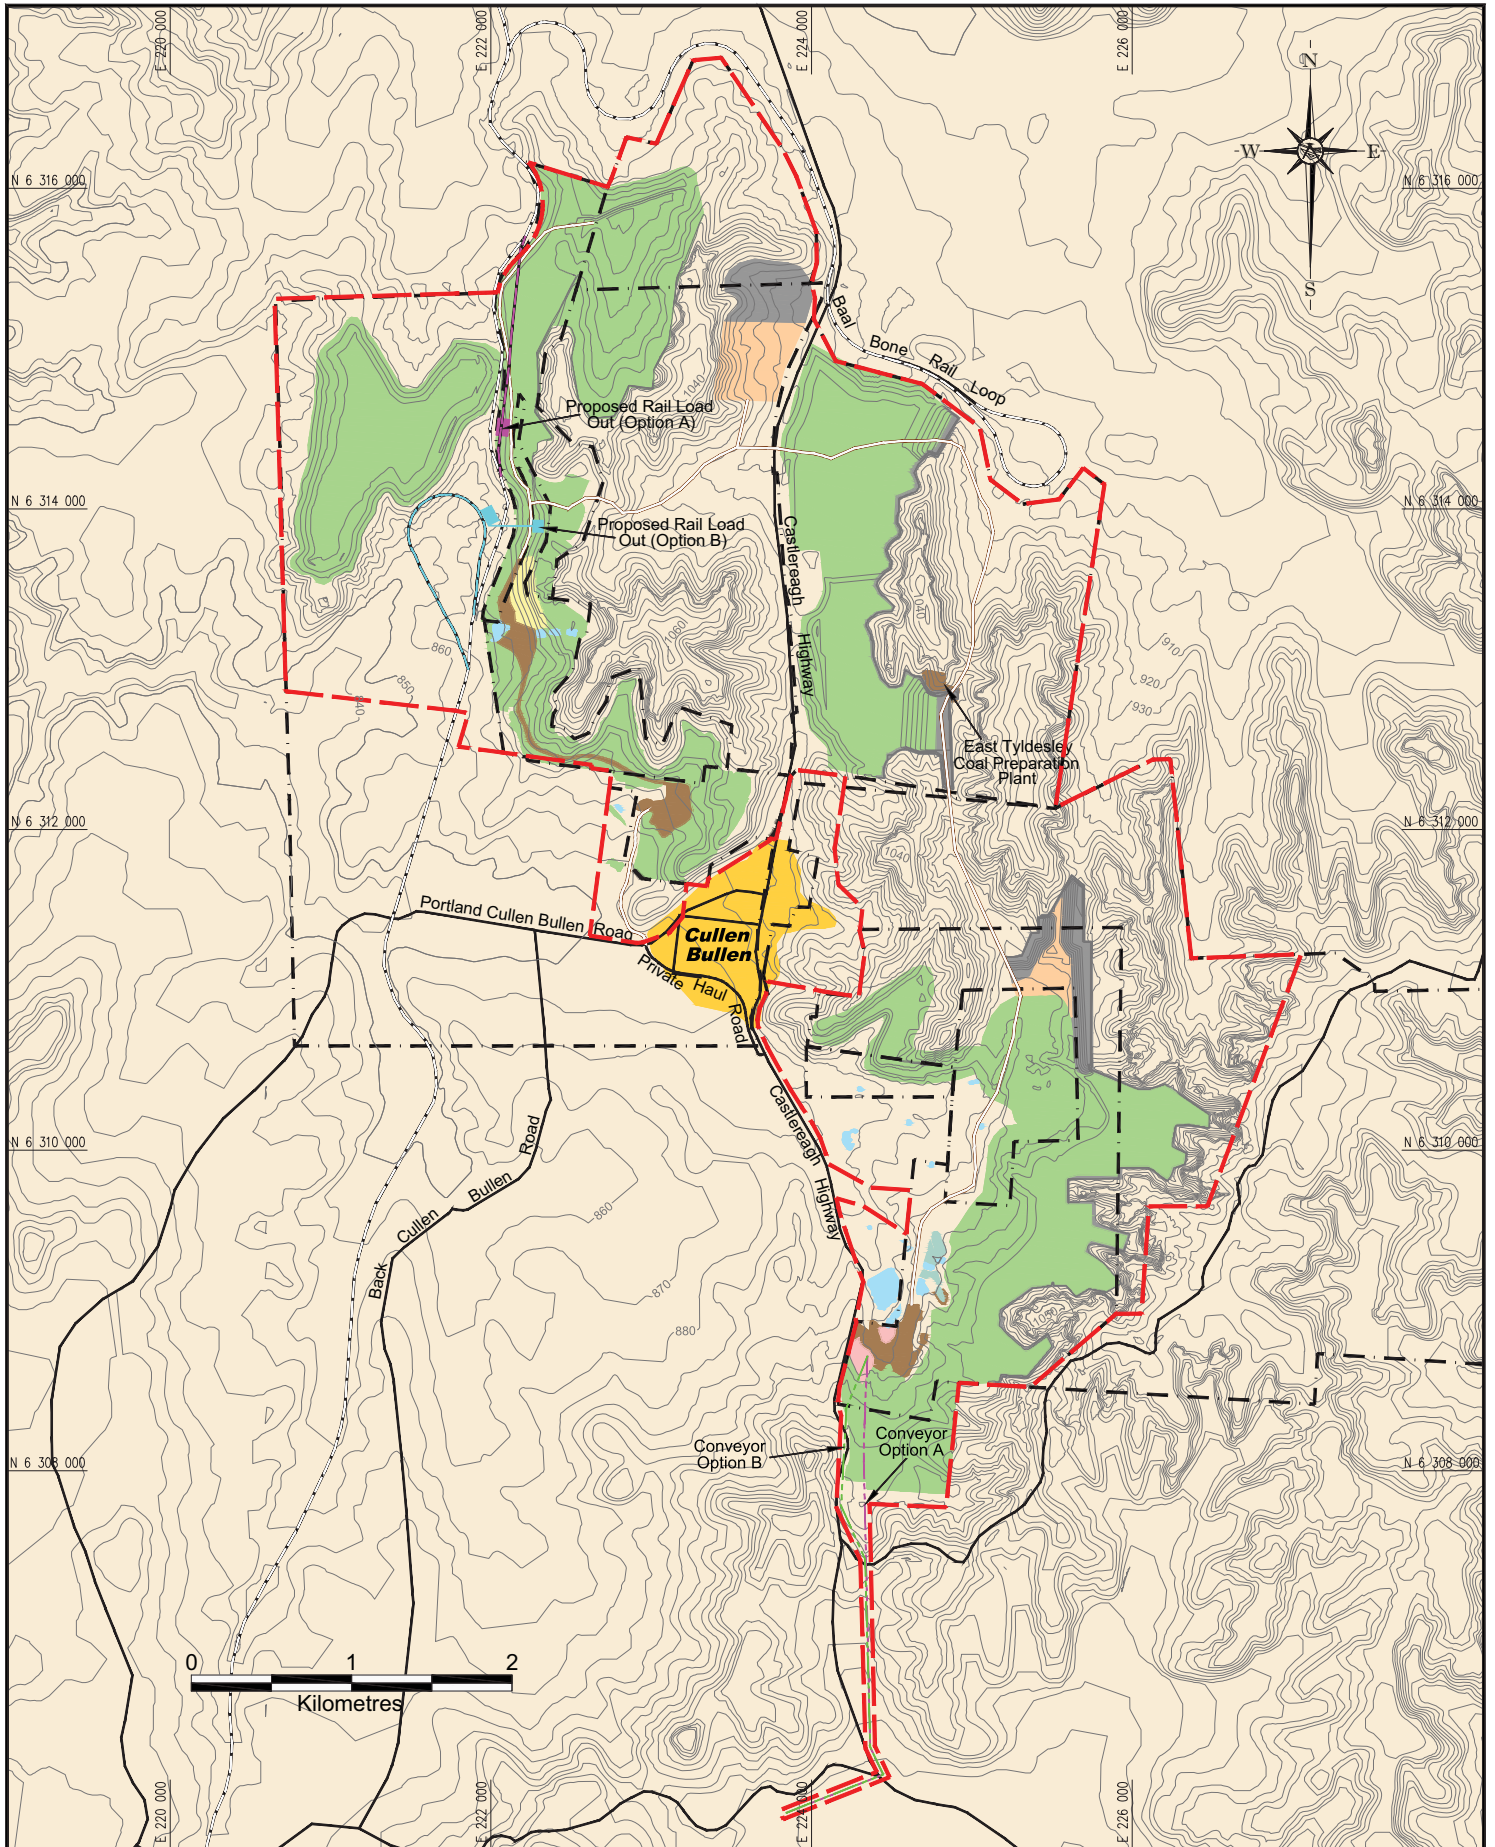 E 220 000
E 222 000
E 224 000
E 226 000
N
-W-
E-
S
N 6 316 000
N 6 316 000
Baal
Bone
Rail
Loop
1040
Proposed Rail Load
Out (Option A)
N 6 314 000
N 6 314 000
Proposed Rail Load
Out (Option B)
Castlereagh
Highway
1040
1000
910
920
930
860
850
840
East Tyldesley
Coal Preparation
Plant
N 6 312 000
N 6 312 000
1040
Portland Cullen Bullen Road
Cullen
Bullen
Private Haul
Road
Castlereagh
Highway
N 6 310 000
N 6 310 000
Road
Bullen
Cullen
Back
860
870
880
Conveyor
Option B
Conveyor
Option A
N 6 308 000
N 6 308 000
0 1 2
Kilometres
E 220 000
E 222 000
E 224 000
E 226 000